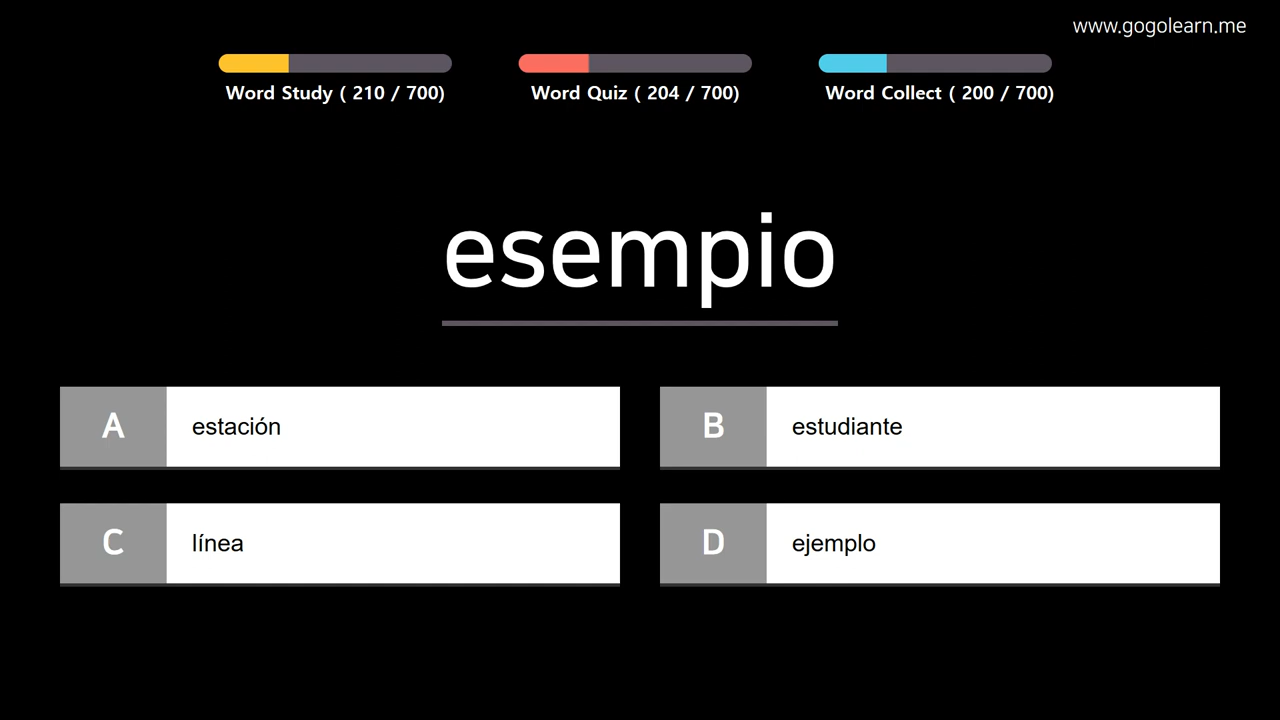 www.gogolearn.me
Word Study ( 210 / 700)
Word Quiz ( 204 / 700)
Word Collect ( 200 / 700)
esempio
A
estación
B
estudiante
C
línea
D
ejemplo